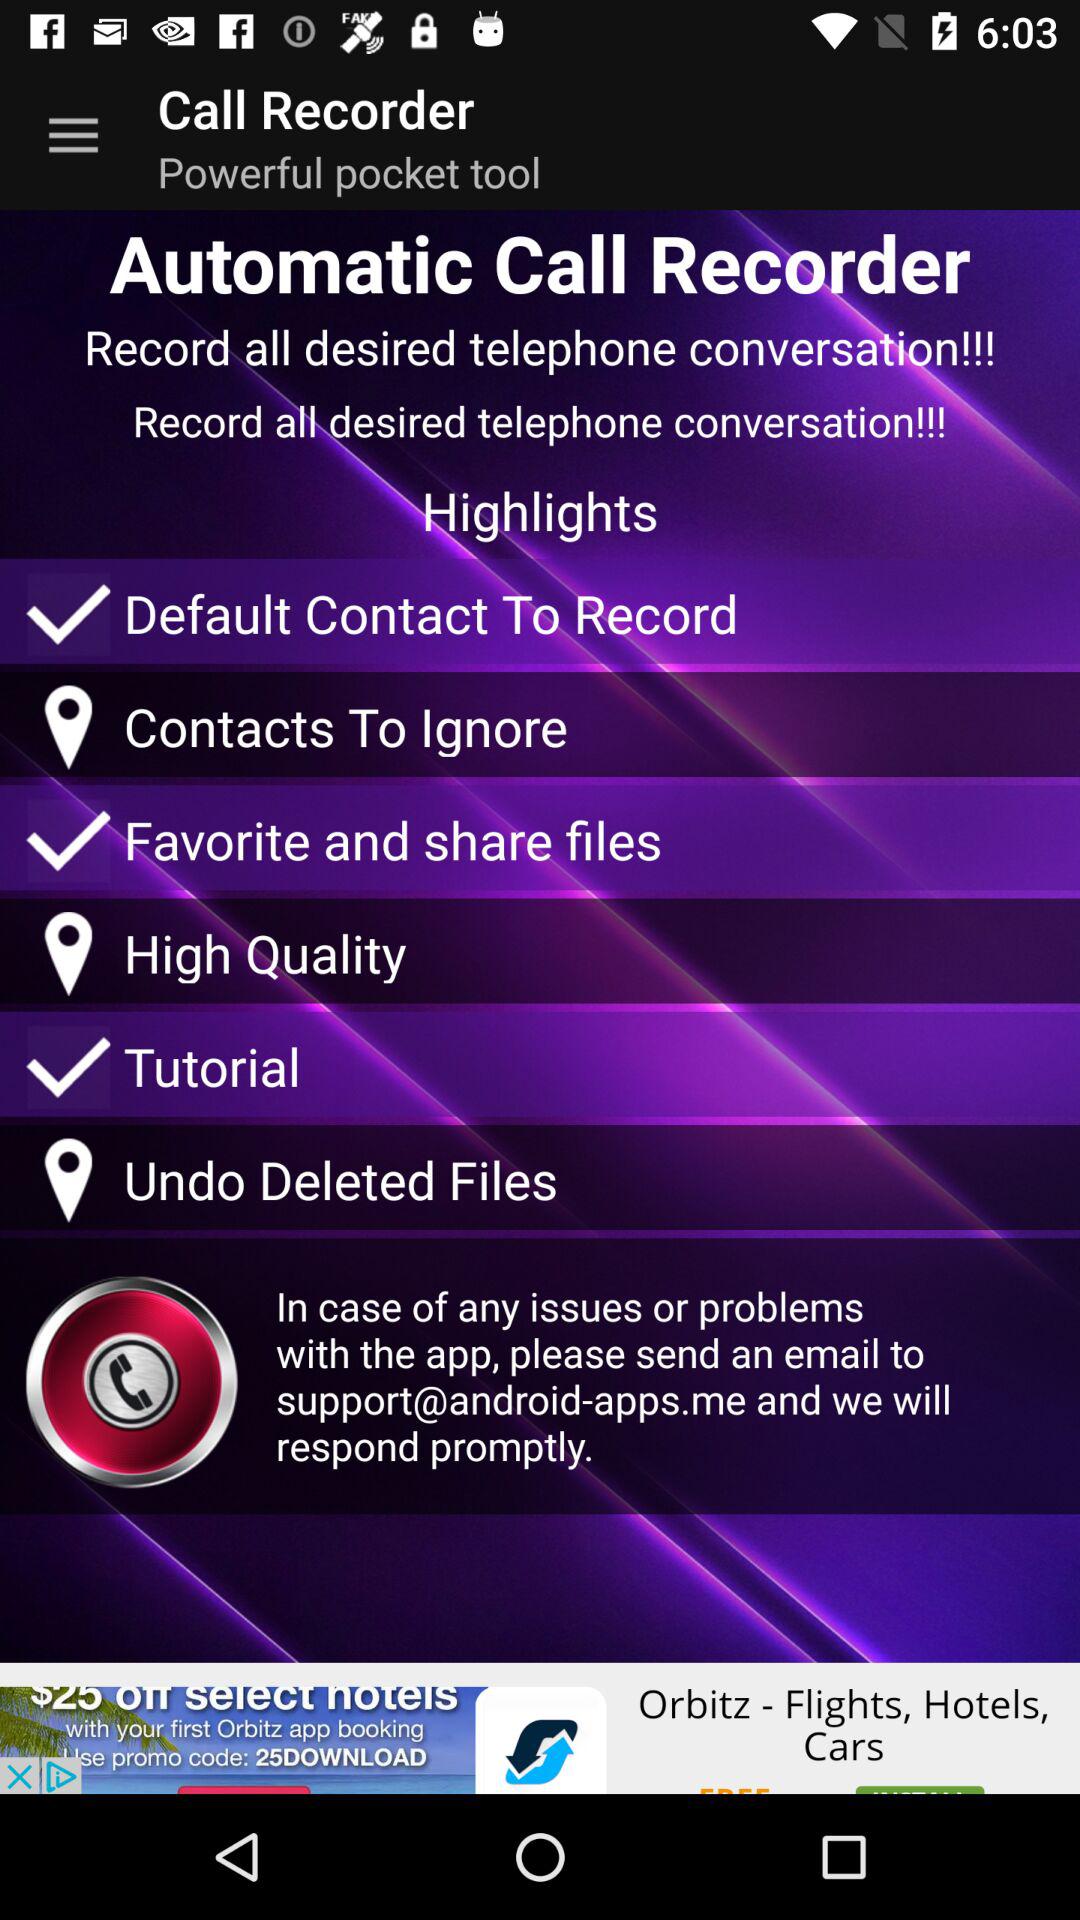 FAKE
6:03
Call Recorder
Powerful pocket tool
Automatic Call Recorder
Record all desired telephone conversation!!!
Record all desired telephone conversation!!!
Highlights
Default Contact To Record
Contacts To Ignore
Favorite and share files
High Quality
Tutorial
Undo Deleted Files
In case of any issues or problems
with the app, please send an email to
support@android-apps.me and we will
respond promptly.
$25 off select hotels
with your first Orbitz app booking
Use promo code: 25DOWNLOAD
Orbitz - Flights, Hotels,
Cars
FREE
INSTALL